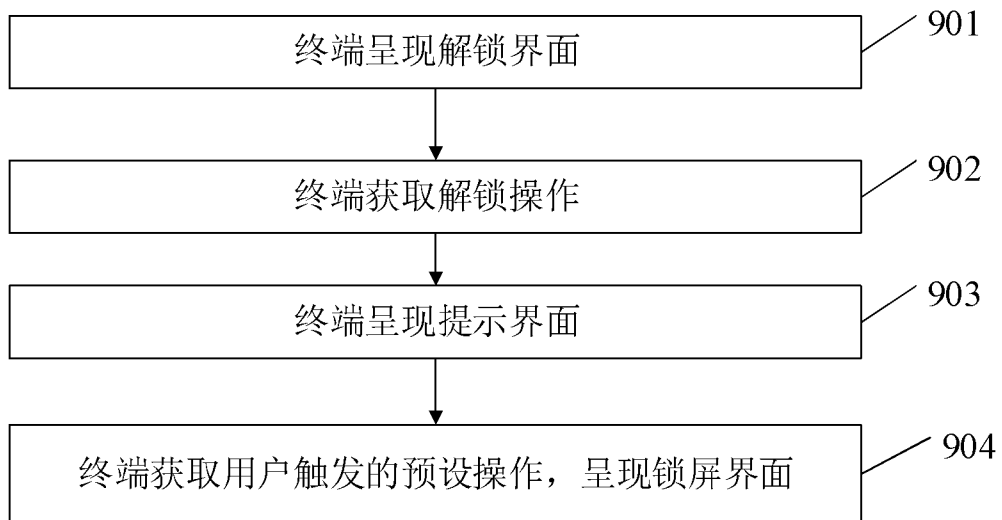 终端呈现解锁界面
901
终端获取解锁操作
902
终端呈现提示界面
903
终端获取用户触发的预设操作，呈现锁屏界面
904